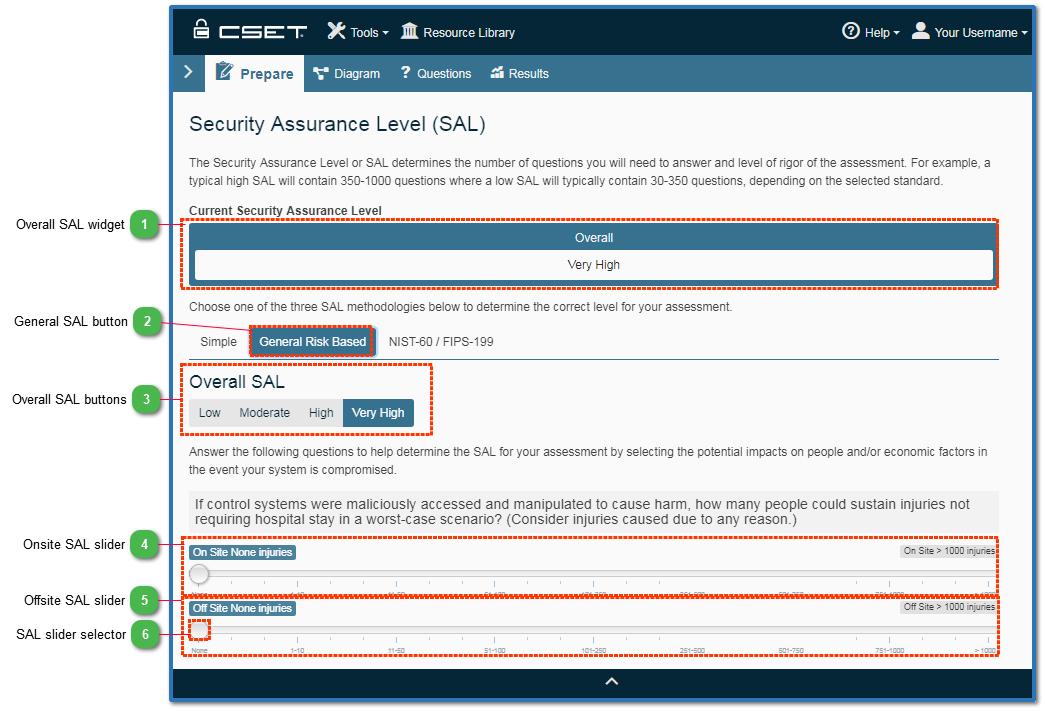 CSET Tools Resource Library Help Your Username
Prepare Diagram ? Questions Results
Security Assurance Level (SAL)
The Security Assurance Level or SAL determines the number of questions you will need to answer and level of rigor of the assessment. For example, a
typical high SAL will contain 350-1000 questions where a low SAL will typically contain 30-350 questions, depending on the selected standard.
Current Security Assurance Level
Overall SAL widget 1
Overall
Very High
Choose one of the three SAL methodologies below to determine the correct level for your assessment.
General SAL button 2
Simple General Risk Based NIST-60 / FIPS-199
Overall SAL
Overall SAL buttons 3
Low Moderate High Very High
Answer the following questions to help determine the SAL for your assessment by selecting the potential impacts on people and/or economic factors in
the event your system is compromised.
If control systems were maliciously accessed and manipulated to cause harm, how many people could sustain injuries not
requiring hospital stay in a worst-case scenario? (Consider injuries caused due to any reason.)
Onsite SAL slider 4
On Site None injuries On Site > 1000 injuries
Offsite SAL slider 5
Off Site None injuries Off Site > 1000 injuries
SAL slider selector 6
None 1-10 11-50 51-100 101-250 251-500 501-750 751-1000 > 1000